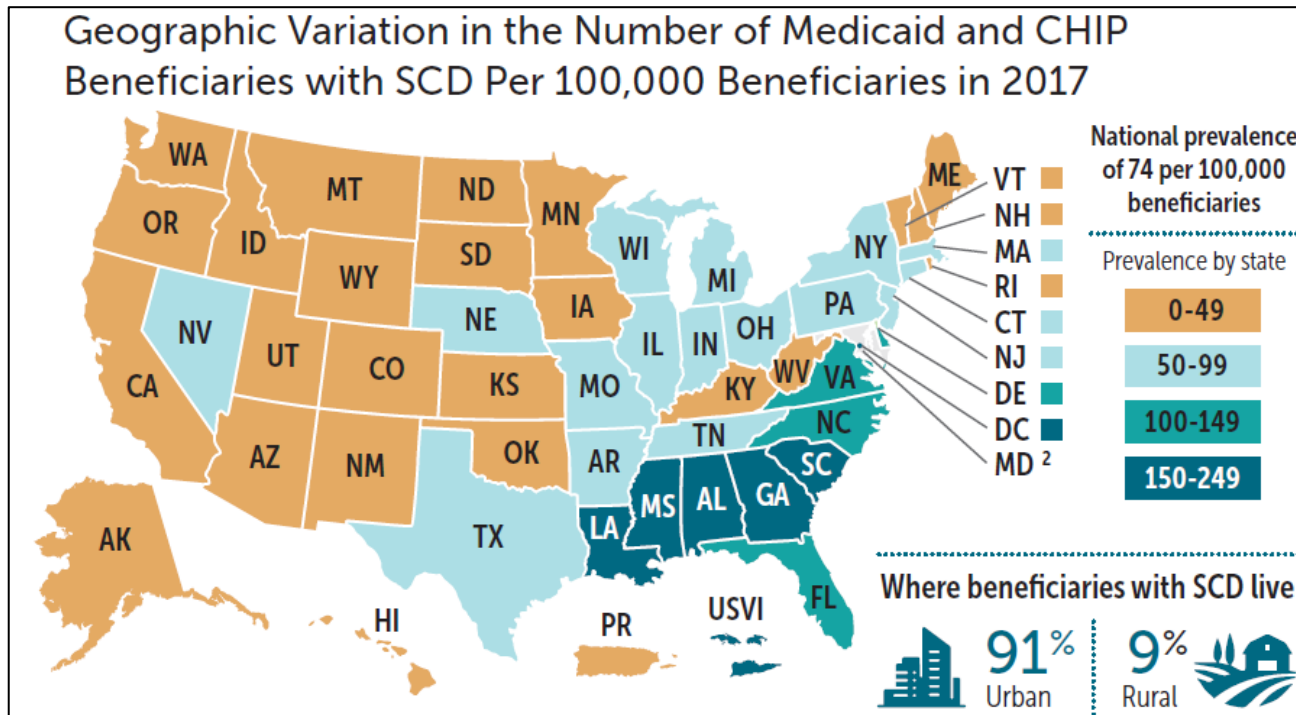 Geographic Variation in the Number of Medicaid and CHIP
Beneficiaries with SCD Per 100,000 Beneficiaries in 2017
WA
OR
CA
NV
ID
MT
WY
UT
AZ
CO
NM
ND
SD
NE
KS
OK
TX
MN
IA
MO
AR
LA
WI
IL
MI
IN
OH
KY
TN
MS
AL
GA
FL
SC
NC
VA
WV
PA
NY
ME
AK
HI
PR
USVI
VT
NH
MA
RI
CT
NJ
DE
DC
MD ²
National prevalence
of 74 per 100,000
beneficiaries
Prevalence by state
0-49
50-99
100-149
150-249
Where beneficiaries with SCD live
91%
Urban
9%
Rural